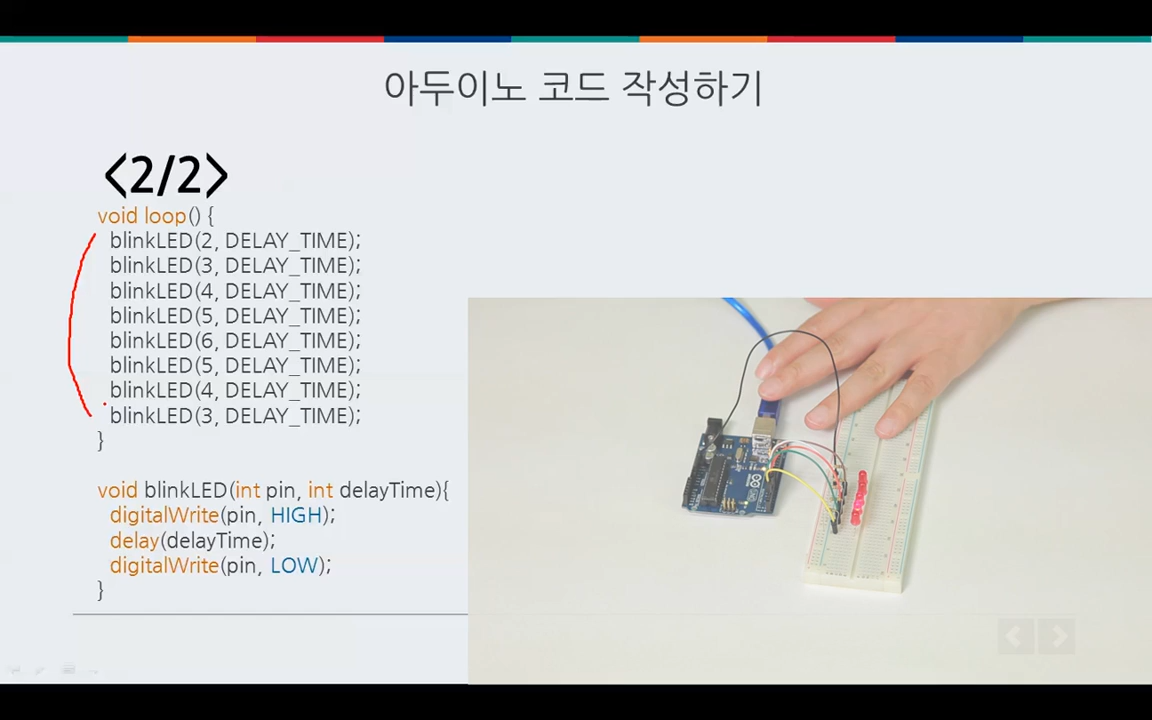 아두이노 코드 작성하기
<2/2>
void loop() {
blinkLED(2, DELAY_TIME);
blinkLED(3, DELAY_TIME);
blinkLED(4, DELAY_TIME);
blinkLED(5, DELAY_TIME);
blinkLED(6, DELAY_TIME);
blinkLED(5, DELAY_TIME);
blinkLED(4, DELAY_TIME);
blinkLED(3, DELAY_TIME);
}
void blinkLED(int pin, int delayTime){
digitalWrite(pin, HIGH);
delay(delayTime);
digitalWrite(pin, LOW);
}